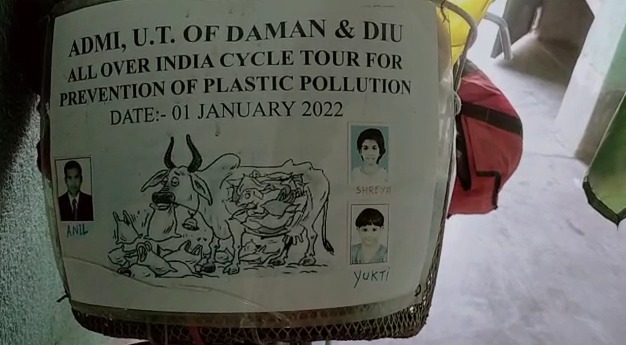 ADMI, U.T. OF DAMAN & DIU
ALL OVER INDIA CYCLE TOUR FOR
PREVENTION OF PLASTIC POLLUTION
DATE:- 01 JANUARY 2022
SHREYA
ANIL
YUKTI